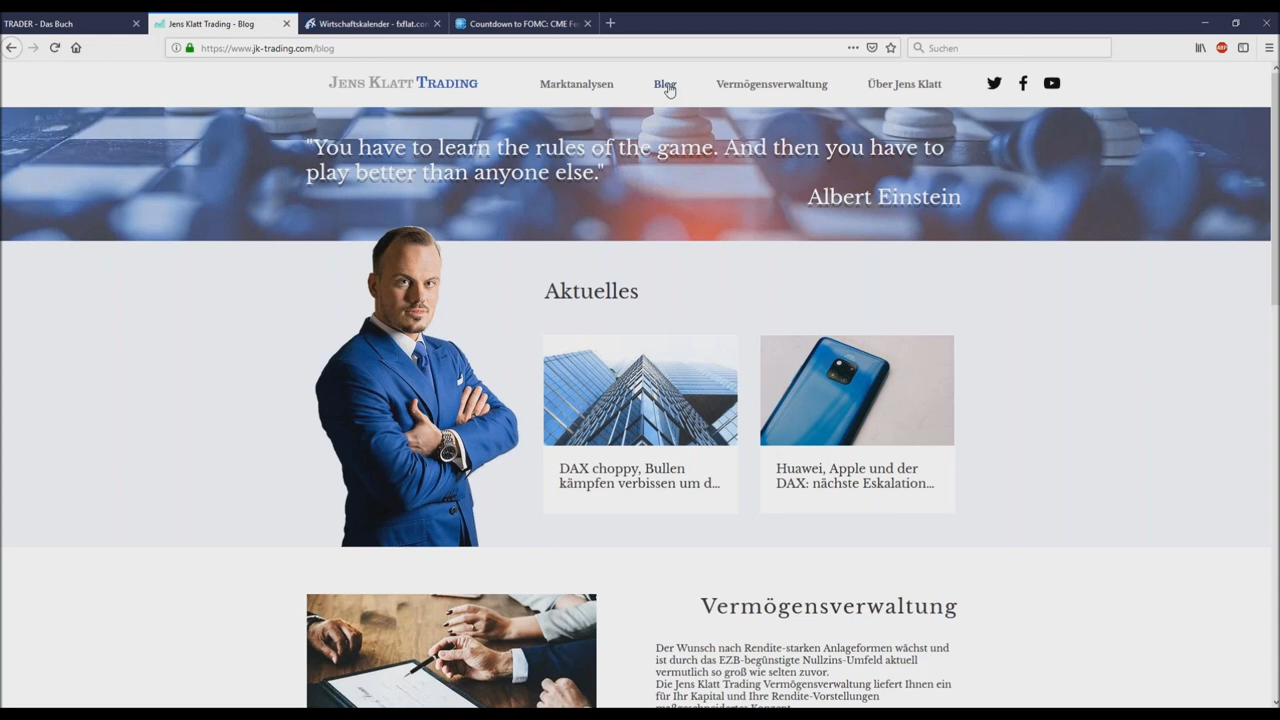 TRADER - Das Buch
Jens Klatt Trading - Blog
Wirtschaftskalender - fxflat.co
Countdown to FOMC: CME Fe
https://www.jk-trading.com/blog
Suchen
ABP
JENS KLATT TRADING
Marktanalysen
Blog
Vermögensverwaltung
Über Jens Klatt
"You have to learn the rules of the game. And then you have to
play better than anyone else."
Albert Einstein
Aktuelles
DAX choppy, Bullen
kämpfen verbissen um d...
Huawei, Apple und der
DAX: nächste Eskalation...
Vermögensverwaltung
Der Wunsch nach Rendite-starken Anlageformen wächst und
ist durch das EZB-begünstigte Nullzins-Umfeld aktuell
vermutlich so groß wie selten zuvor.
Die Jens Klatt Trading Vermögensverwaltung liefert Ihnen ein
für Ihr Kapital und Ihre Rendite-Vorstellungen
maßgeschneidertes Konzept.